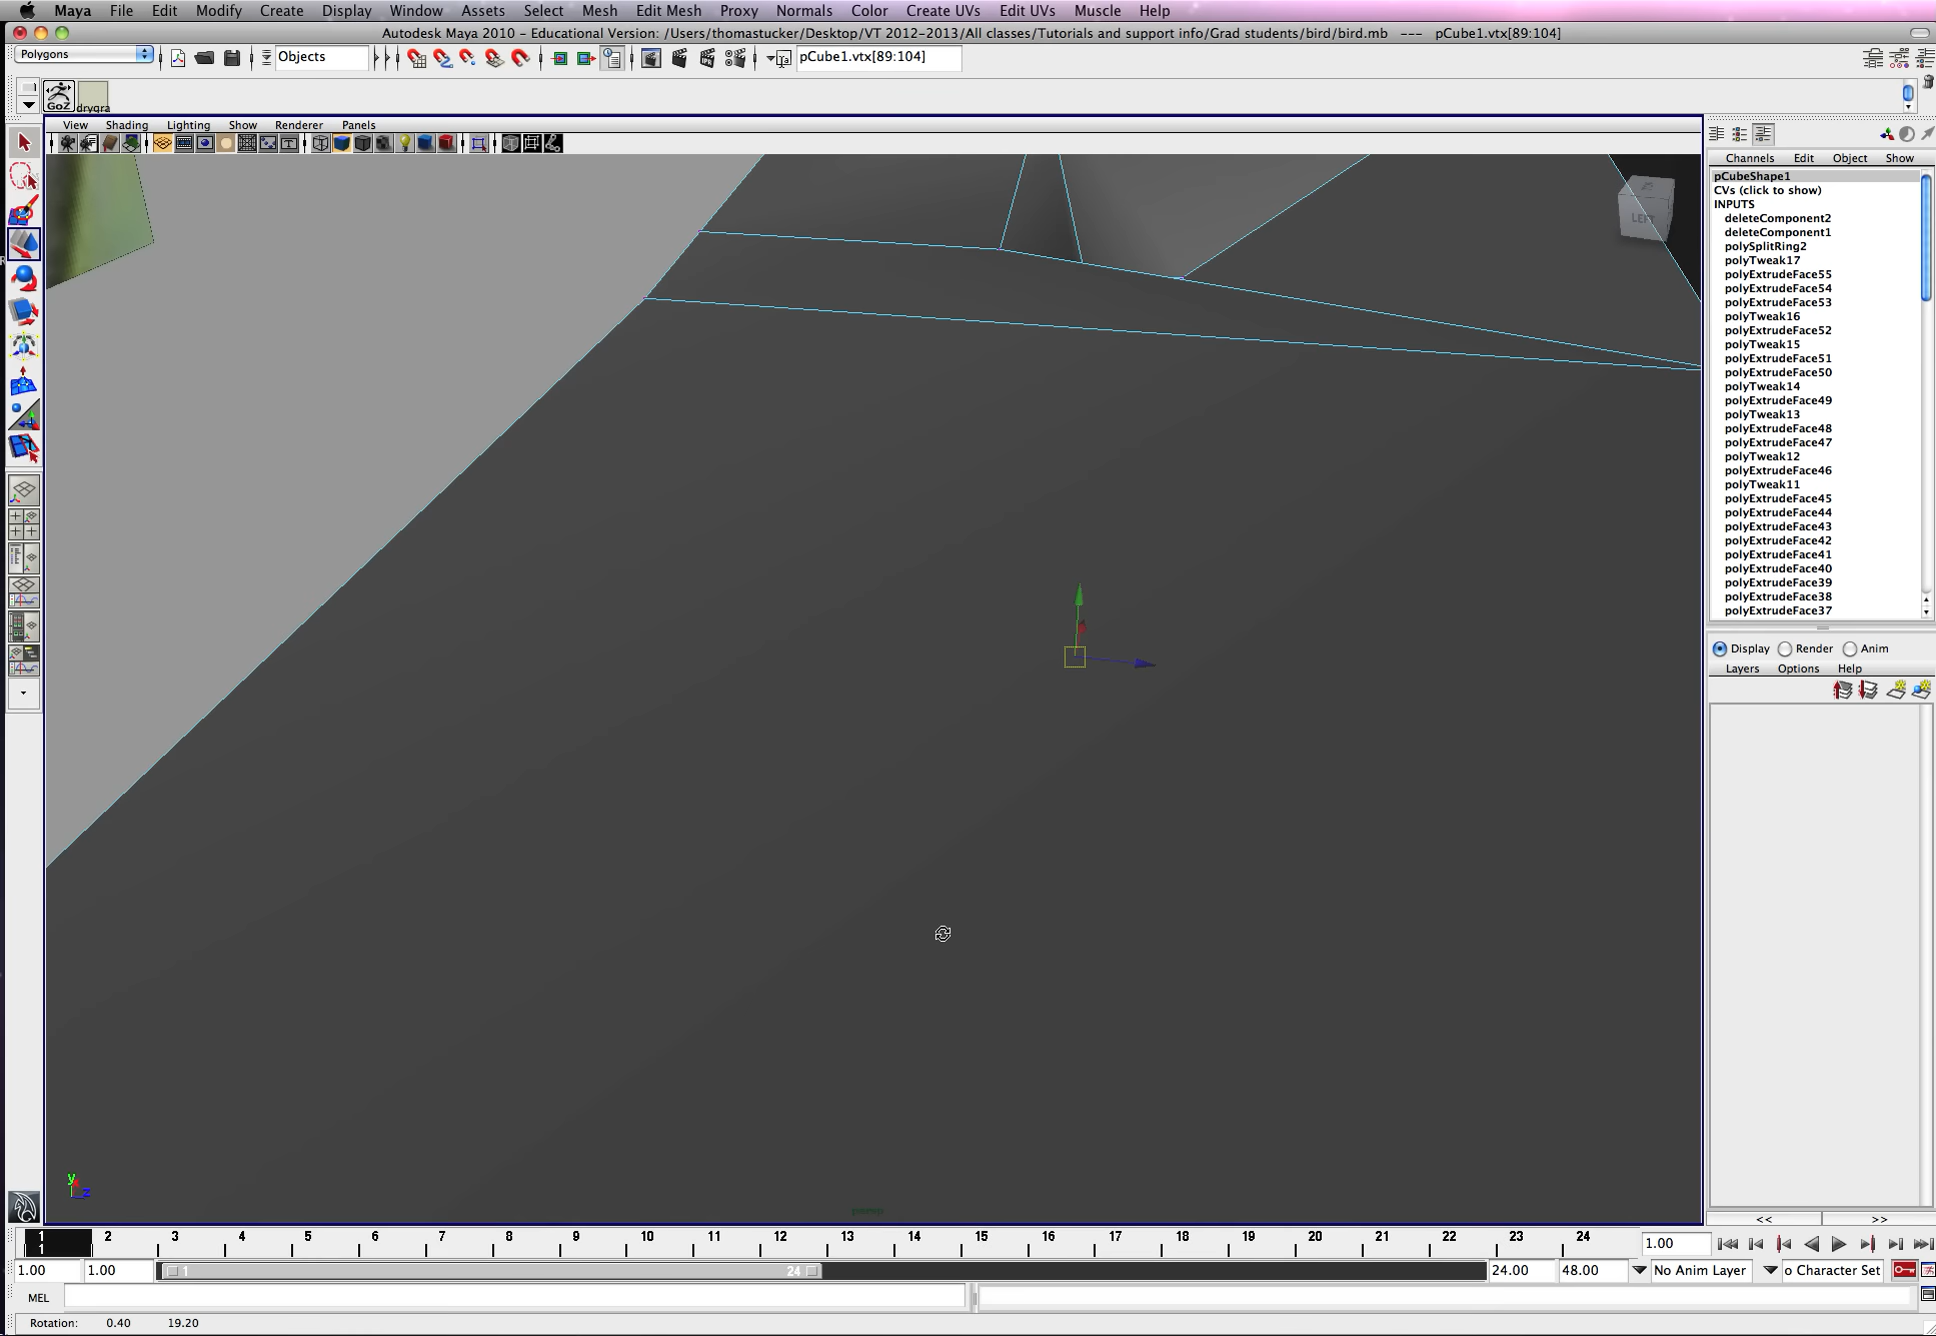 Maya File Edit Modify Create Display Window Assets Select Mesh Edit Mesh Proxy Normals Color Create UVs Edit UVs Muscle Help
Autodesk Maya 2010 - Educational Version: /Users/thomastucker/Desktop/VT 2012-2013/All classes/Tutorials and support info/Grad students/bird/bird.mb --- pCube1.vtx[89:104]
Polygons Objects pCube1.vtx[89:104]
GoZ drygra
View Shading Lighting Show Renderer Panels
Channels Edit Object Show
pCubeShape1
CVs (click to show)
INPUTS
deleteComponent2
deleteComponent1
polySplitRing2
polyTweak17
polyExtrudeFace55
polyExtrudeFace54
polyExtrudeFace53
polyTweak16
polyExtrudeFace52
polyTweak15
polyExtrudeFace51
polyExtrudeFace50
polyTweak14
polyExtrudeFace49
polyTweak13
polyExtrudeFace48
polyExtrudeFace47
polyTweak12
polyExtrudeFace46
polyTweak11
polyExtrudeFace45
polyExtrudeFace44
polyExtrudeFace43
polyExtrudeFace42
polyExtrudeFace41
polyExtrudeFace40
polyExtrudeFace39
polyExtrudeFace38
polyExtrudeFace37
LEFT
Display Render Anim
Layers Options Help
y
z
persp
<< >>
1 2 3 4 5 6 7 8 9 10 11 12 13 14 15 16 17 18 19 20 21 22 23 24 1.00
1
1.00 1.00 1 24 24.00 48.00 No Anim Layer o Character Set
MEL
Rotation: 0.40 19.20